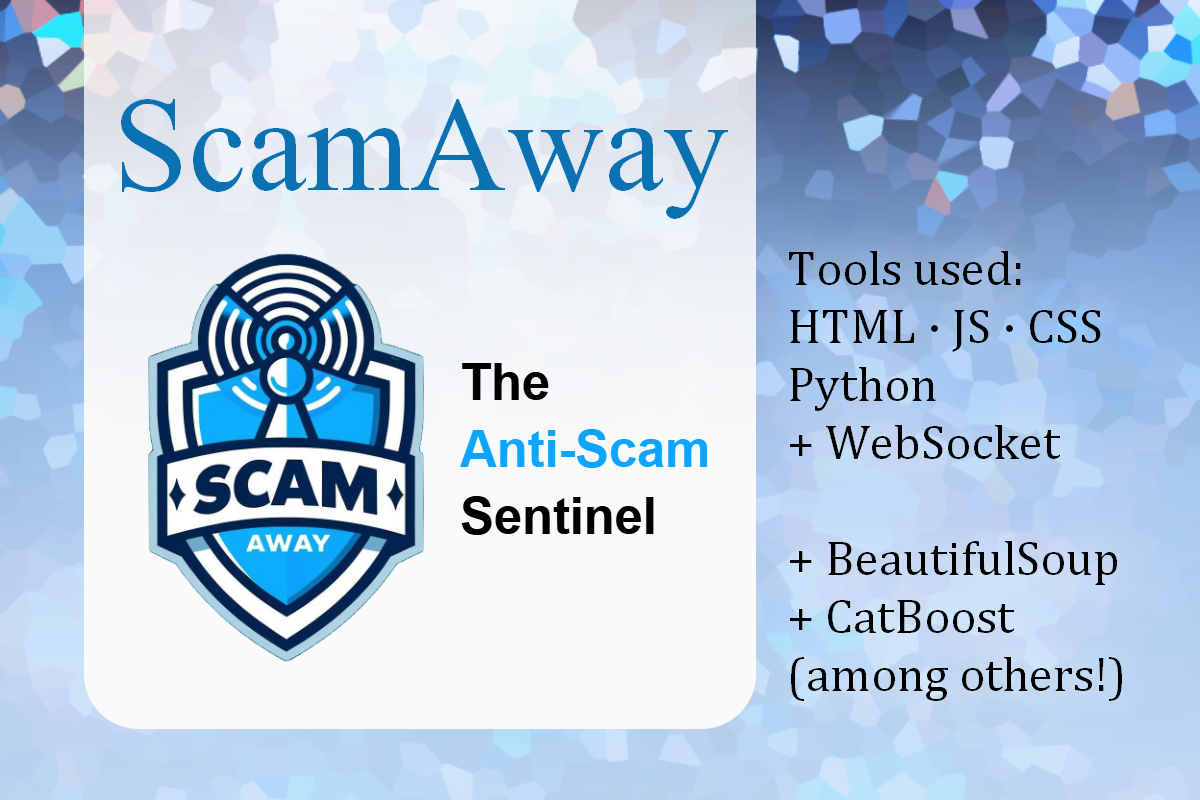 ScamAway
SCAM
AWAY
The
Anti-Scam
Sentinel
Tools used:
HTML · JS · CSS
Python
+ WebSocket
+ BeautifulSoup
+ CatBoost
(among others!)